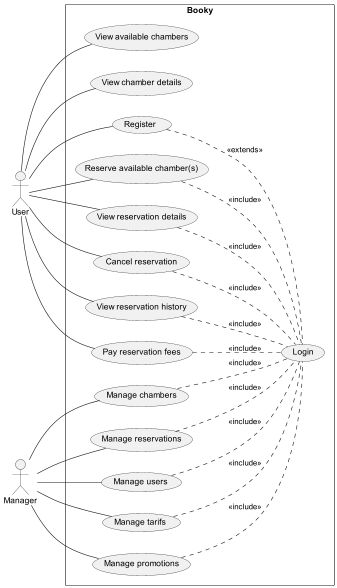 Booky
View available chambers
View chamber details
Register
«extends»
Reserve available chamber(s)
«include»
User
View reservation details
«include»
Cancel reservation
«include»
View reservation history
«include»
Pay reservation fees
«include»
Login
«include»
Manage chambers
«include»
Manage reservations
«include»
Manager
Manage users
«include»
Manage tarifs
«include»
Manage promotions